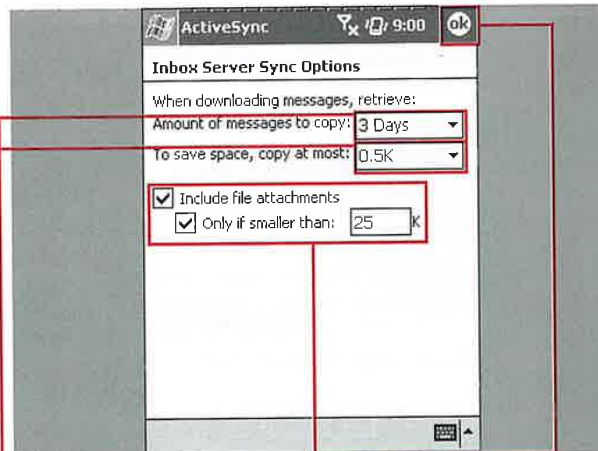 ActiveSync 9:00 ok
Inbox Server Sync Options
When downloading messages, retrieve:
Amount of messages to copy: 3 Days
To save space, copy at most: 0.5K
Include file attachments
Only if smaller than: 25 K